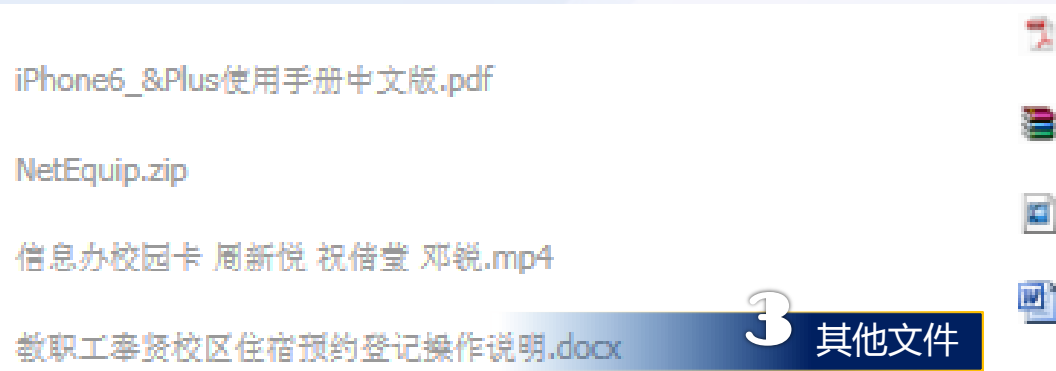 iPhone6_&Plus使用手册中文版.pdf
NetEquip.zip
信息办校园卡 周新悦 祝偕莹 邓锐.mp4
教职工奉贤校区住宿预约登记操作说明.docx
3 其他文件